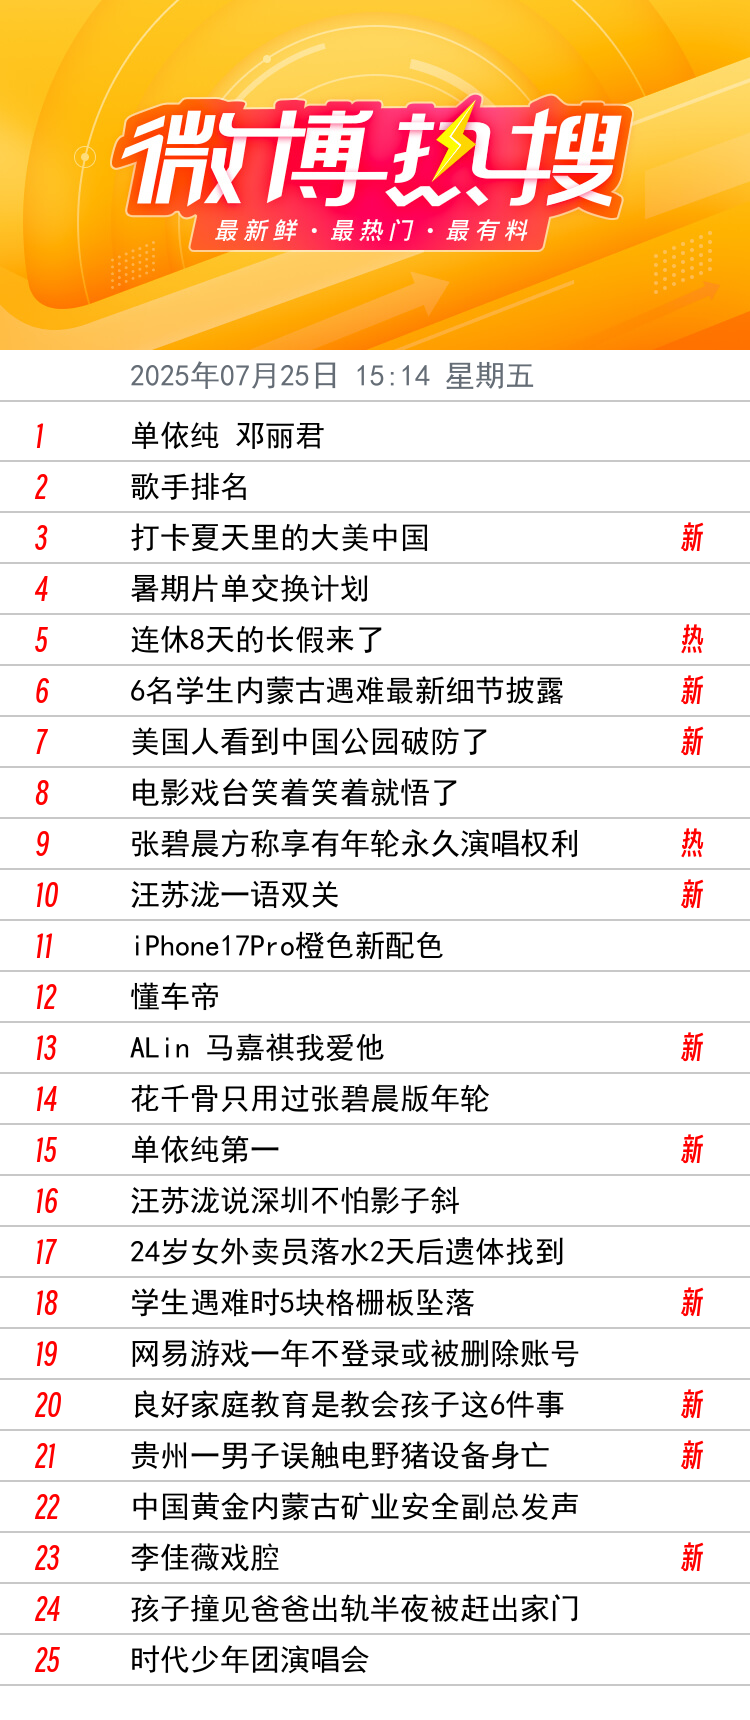 微博热搜
最新鲜·最热门·最有料
2025年07月25日 15:14 星期五
1 单依纯 邓丽君
2 歌手排名
3 打卡夏天里的大美中国 新
4 暑期片单交换计划
5 连休8天的长假来了 热
6 6名学生内蒙古遇难最新细节披露 新
7 美国人看到中国公园破防了 新
8 电影戏台笑着笑着就悟了
9 张碧晨方称享有年轮永久演唱权利 热
10 汪苏泷一语双关 新
11 iPhone17Pro橙色新配色
12 懂车帝
13 ALin 马嘉祺我爱他 新
14 花千骨只用过张碧晨版年轮
15 单依纯第一 新
16 汪苏泷说深圳不怕影子斜
17 24岁女外卖员落水2天后遗体找到
18 学生遇难时5块格栅板坠落 新
19 网易游戏一年不登录或被删除账号
20 良好家庭教育是教会孩子这6件事 新
21 贵州一男子误触电野猪设备身亡 新
22 中国黄金内蒙古矿业安全副总发声
23 李佳薇戏腔 新
24 孩子撞见爸爸出轨半夜被赶出家门
25 时代少年团演唱会